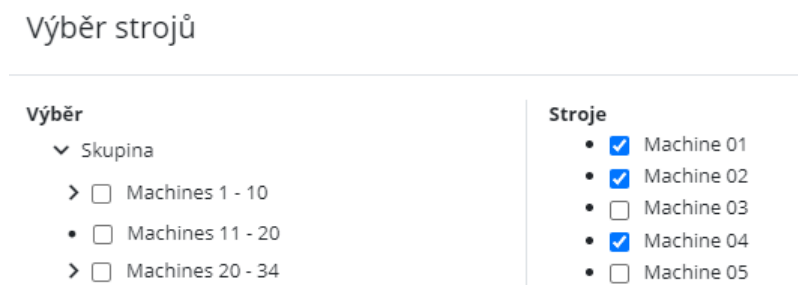 Výběr strojů
Výběr
Skupina
Machines 1 - 10
Machines 11 - 20
Machines 20 - 34
Stroje
Machine 01
Machine 02
Machine 03
Machine 04
Machine 05